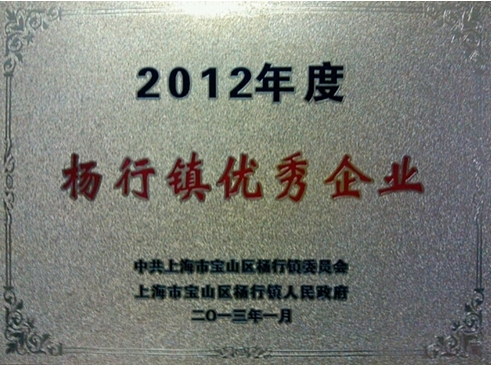 2012年度
杨行镇优秀企业
中共上海市宝山区杨行镇委员会
上海市宝山区杨行镇人民政府
二〇一三年一月